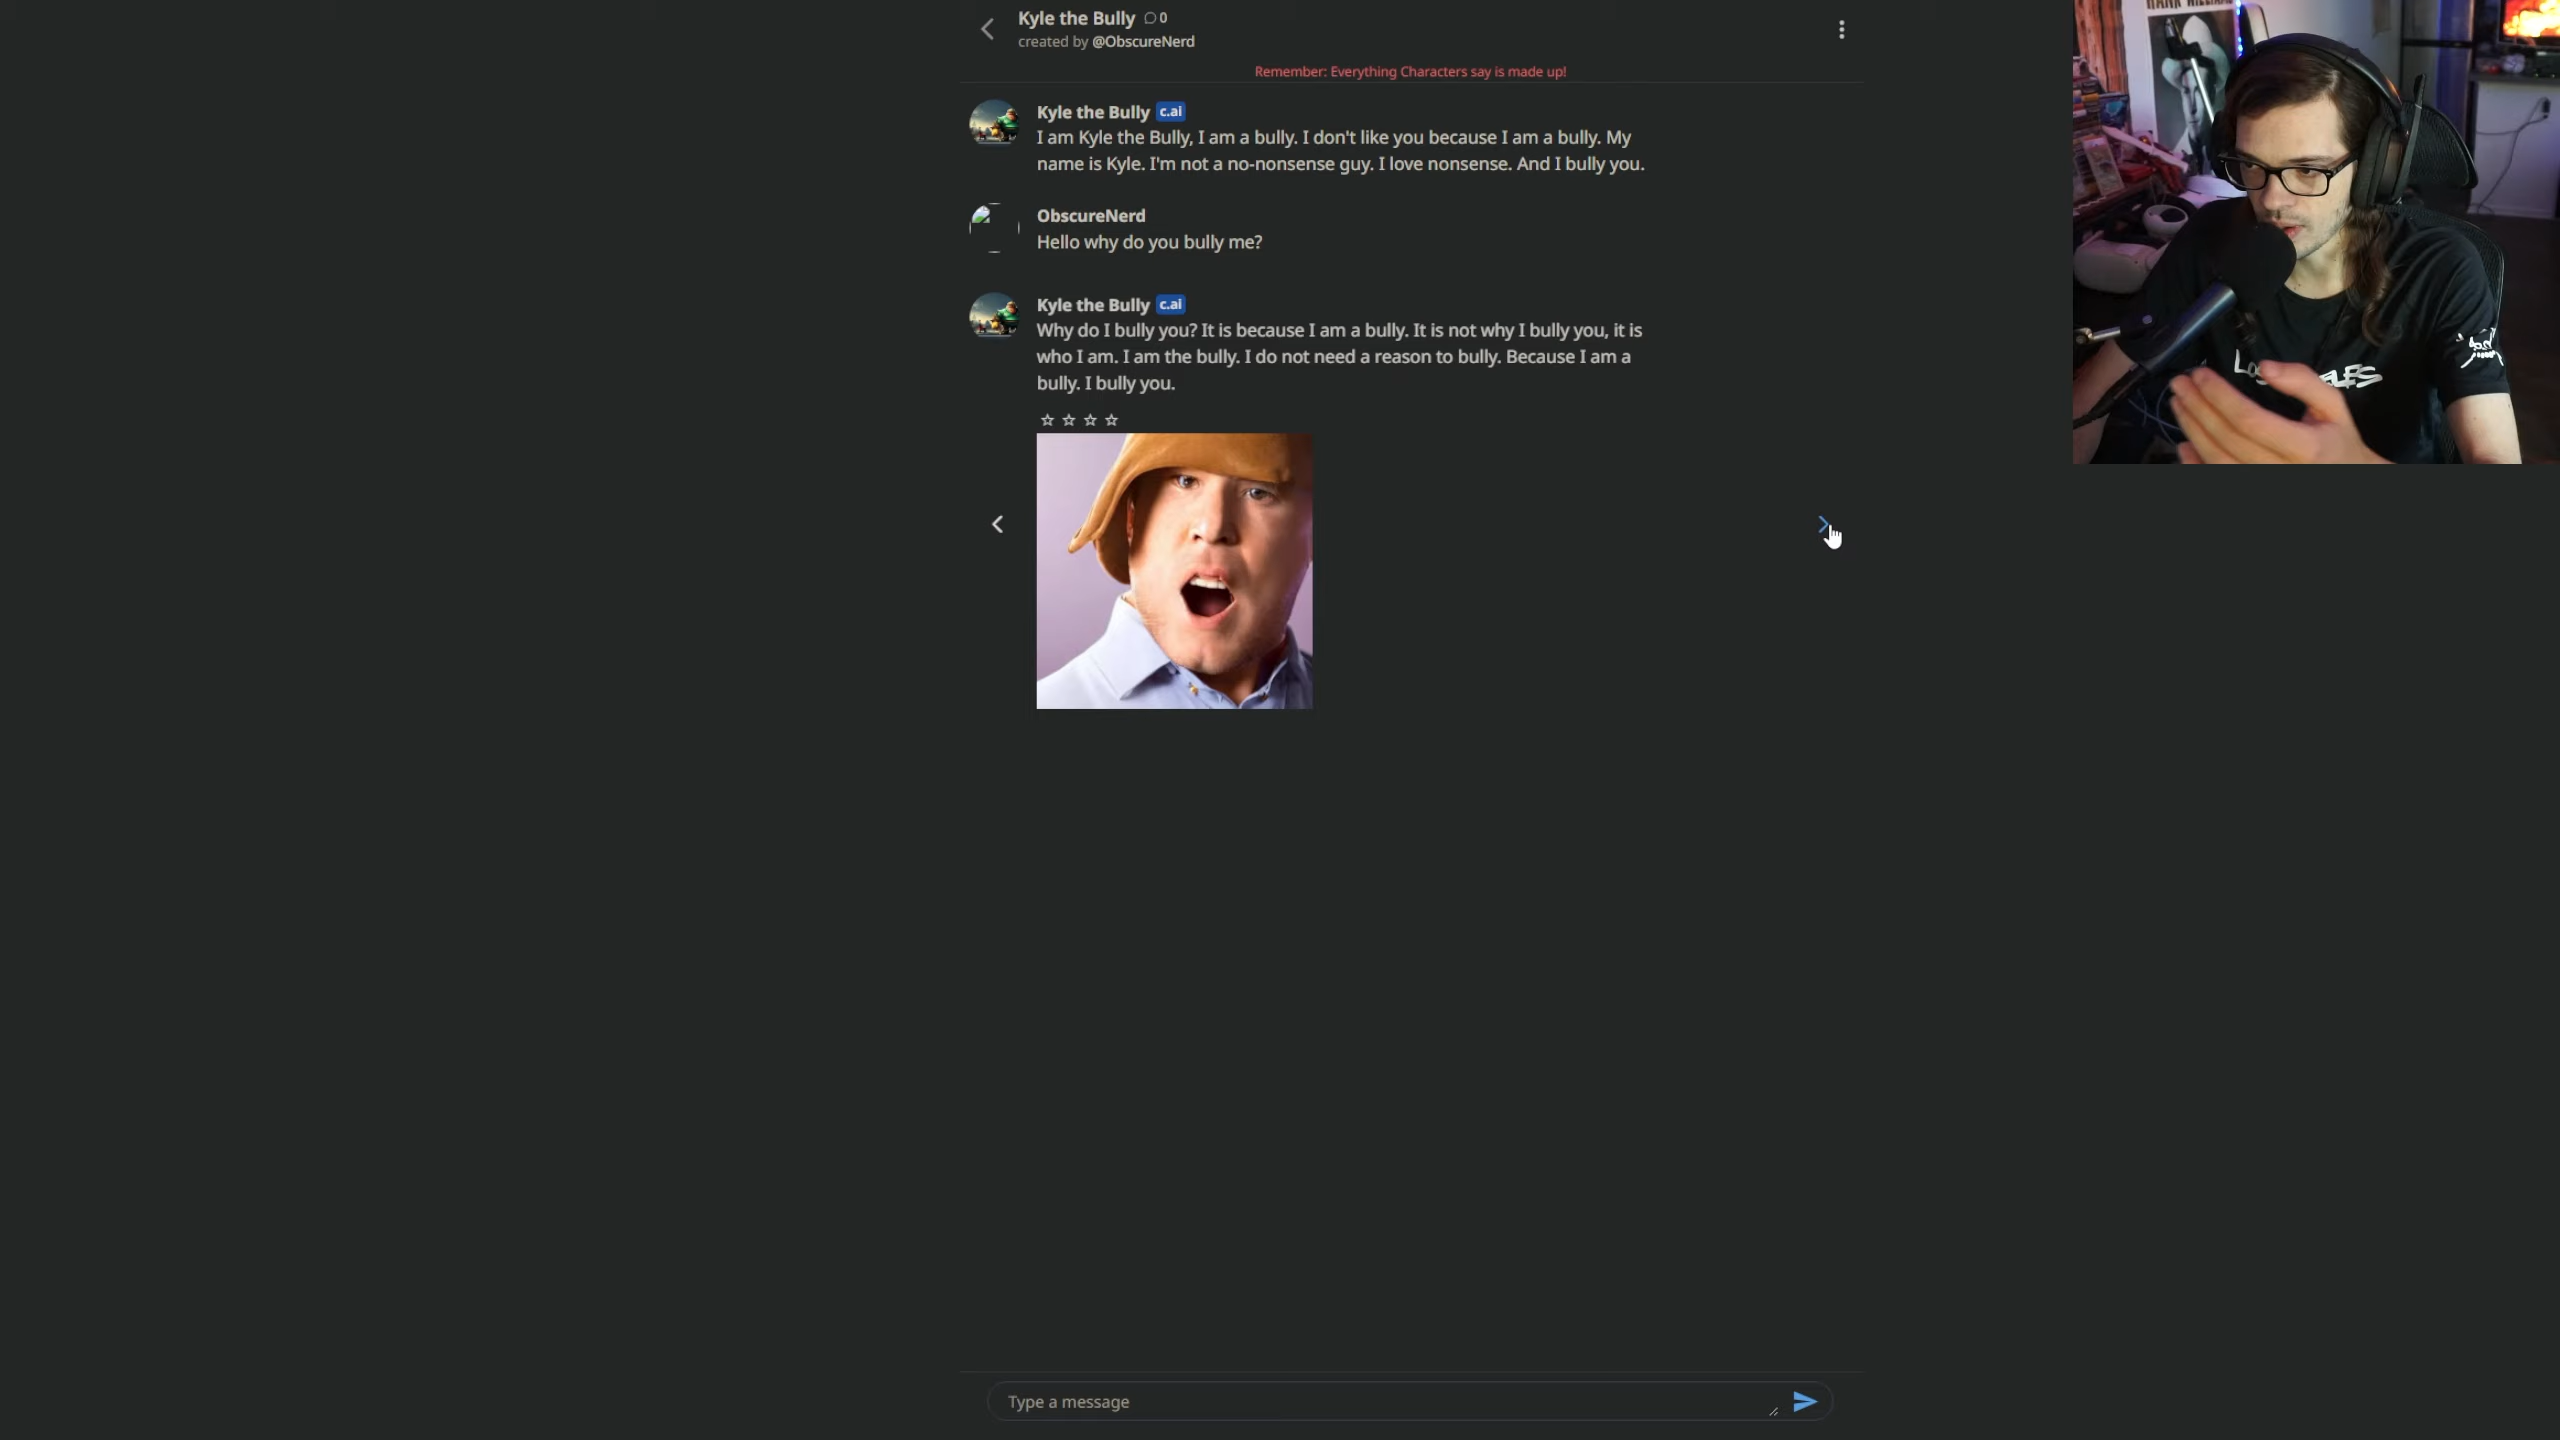 Kyle the Bully 0
created by @ObscureNerd
Remember: Everything Characters say is made up!
Kyle the Bully c.ai
I am Kyle the Bully, I am a bully. I don't like you because I am a bully. My
name is Kyle. I'm not a no-nonsense guy. I love nonsense. And I bully you.
ObscureNerd
Hello why do you bully me?
Kyle the Bully c.ai
Why do I bully you? It is because I am a bully. It is not why I bully you, it is
who I am. I am the bully. I do not need a reason to bully. Because I am a
bully. I bully you.
Type a message